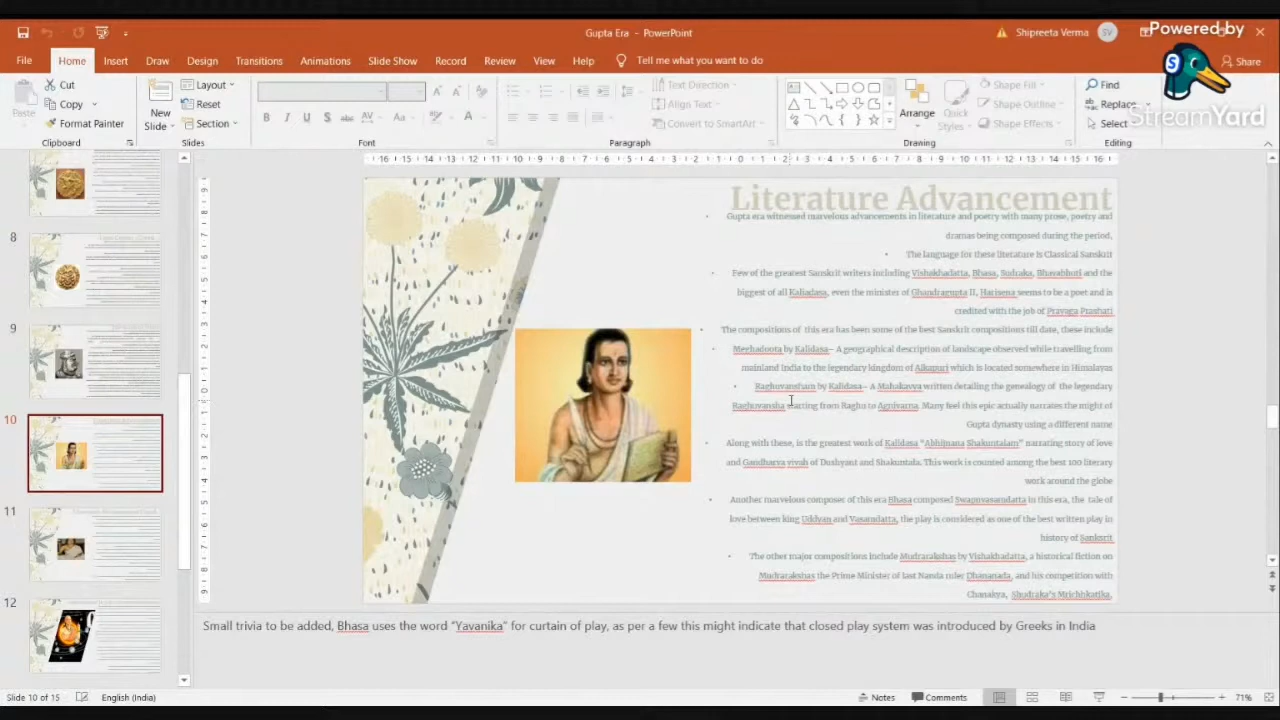 Gupta Era - PowerPoint
Shipreeta Verma
SV
Powered by
StreamYard
File
Home
Insert
Draw
Design
Transitions
Animations
Slide Show
Record
Review
View
Help
Tell me what you want to do
Share
Paste
Cut
Copy
Format Painter
Clipboard
New
Slide
Layout
Reset
Section
Slides
Font
Text Direction
Align Text
Convert to SmartArt
Paragraph
Arrange
Quick
Styles
Shape Fill
Shape Outline
Shape Effects
Drawing
Find
Replace
Select
Editing
8
9
10
11
12
Literature Advancement
• Gupta era witnessed marvelous advancements in literature and poetry with many prose, poetry and
dramas being composed during the period,
• The language for these literature is Classical Sanskrit
• Few of the greatest Sanskrit writers including Vishakhadatta, Bhasa, Sudraka, Bhavabhuti and the
biggest of all Kaliadasa, even the minister of Ghandragupta II, Harisena seems to be a poet and is
credited with the job of Prayaga Prashati
• The compositions of this era has been some of the best Sanskrit compositions till date, these include
• Meghadoota by Kalidasa– A geographical description of landscape observed while travelling from
mainland India to the legendary kingdom of Alkapuri which is located somewhere in Himalayas
• Raghuvansham by Kalidasa– A Mahakavya written detailing the genealogy of the legendary
Raghuvansha starting from Raghu to Agnivarna. Many feel this epic actually narrates the might of
Gupta dynasty using a different name
• Along with these, is the greatest work of Kalidasa "Abhijnana Shakuntalam" narrating story of love
and Gandharva vivah of Dushyant and Shakuntala. This work is counted among the best 100 literary
work around the globe
• Another marvelous composer of this era Bhasa composed Swapnvasamdatta in this era, the tale of
love between king Uddyan and Vasamdatta, the play is considered as one of the best written play in
history of Sanksrit
• The other major compositions include Mudrarakshas by Vishakhadatta, a historical fiction on
Mudrarakshas the Prime Minister of last Nanda ruler Dhananada, and his competition with
Chanakya, Shudraka's Mrichhkatika,
Small trivia to be added, Bhasa uses the word "Yavanika" for curtain of play, as per a few this might indicate that closed play system was introduced by Greeks in India
Slide 10 of 15
English (India)
Notes
Comments
71%